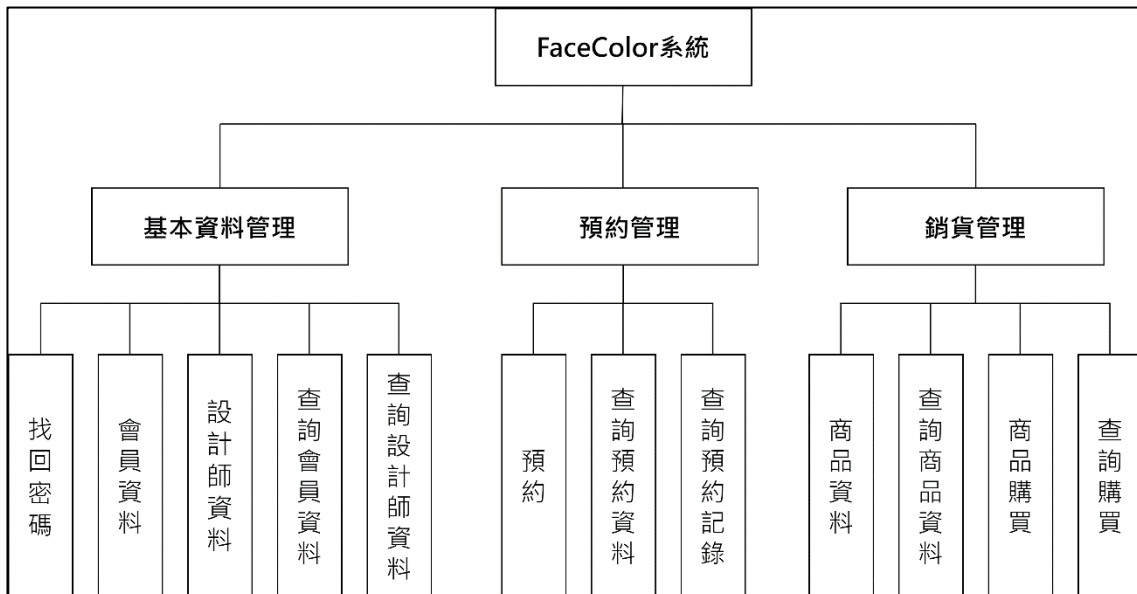 FaceColor系統
基本資料管理
預約管理
銷貨管理
找回密碼
會員資料
設計師資料
查詢會員資料
查詢設計師資料
預約
查詢預約資料
查詢預約記錄
商品資料
查詢商品資料
商品購買
查詢購買